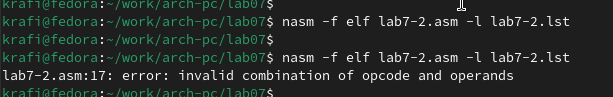 krafi@fedora:~/work/arch-pc/lab07$
krafi@fedora:~/work/arch-pc/lab07$ nasm -f elf lab7-2.asm -l lab7-2.lst
krafi@fedora:~/work/arch-pc/lab07$
krafi@fedora:~/work/arch-pc/lab07$ nasm -f elf lab7-2.asm -l lab7-2.lst
lab7-2.asm:17: error: invalid combination of opcode and operands
krafi@fedora:~/work/arch-pc/lab07$